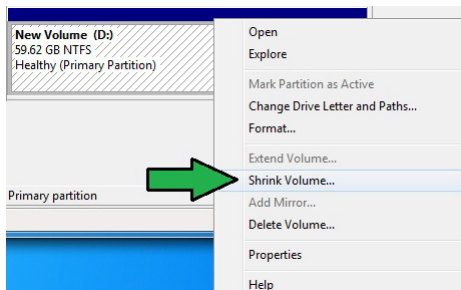 New Volume (D:)
59.62 GB NTFS
Healthy (Primary Partition)
Primary partition
Open
Explore
Mark Partition as Active
Change Drive Letter and Paths...
Format...
Extend Volume...
Shrink Volume...
Add Mirror...
Delete Volume...
Properties
Help